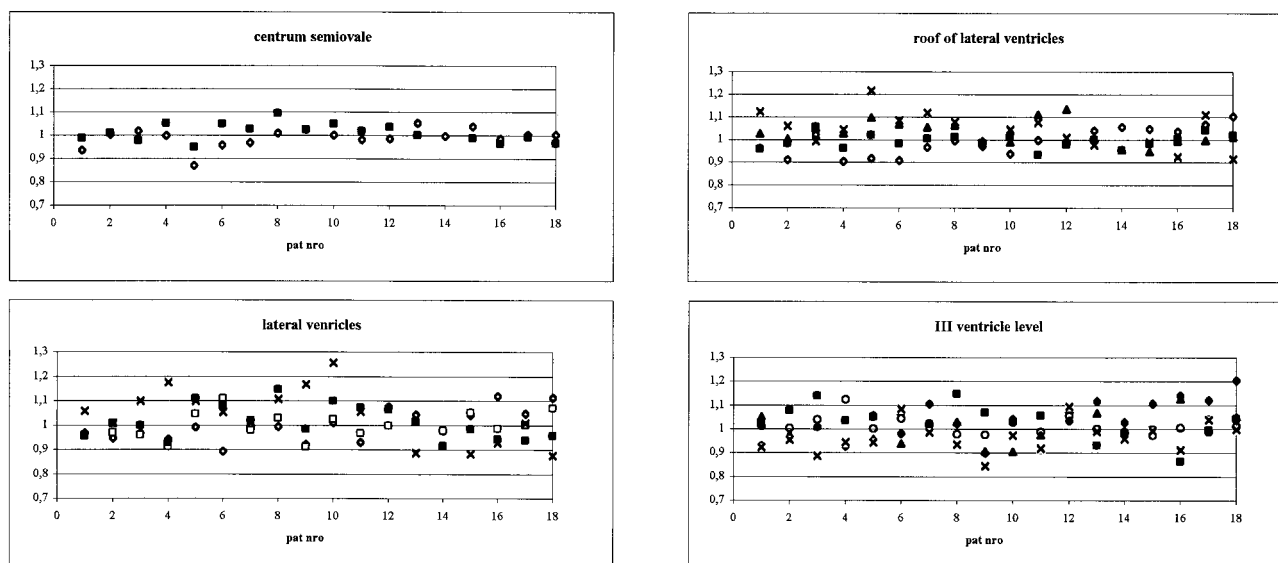 centrum semiovale
1,3
1,2
1,1
1
0,9
0,8
0,7
0 2 4 6 8 10 12 14 16 18
pat nro
roof of lateral ventricles
1,3
1,2
1,1
1
0,9
0,8
0,7
0 2 4 6 8 10 12 14 16 18
pat nro
lateral venricles
1,3
1,2
1,1
1
0,9
0,8
0,7
0 2 4 6 8 10 12 14 16 18
pat nro
III ventricle level
1,3
1,2
1,1
1
0,9
0,8
0,7
0 2 4 6 8 10 12 14 16 18
pat nro